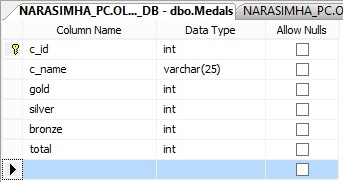 NARASIMHA_PC.OL..._DB - dbo.Medals NARASIMHA_PC.O
Column Name Data Type Allow Nulls
c_id int
c_name varchar(25)
gold int
silver int
bronze int
total int